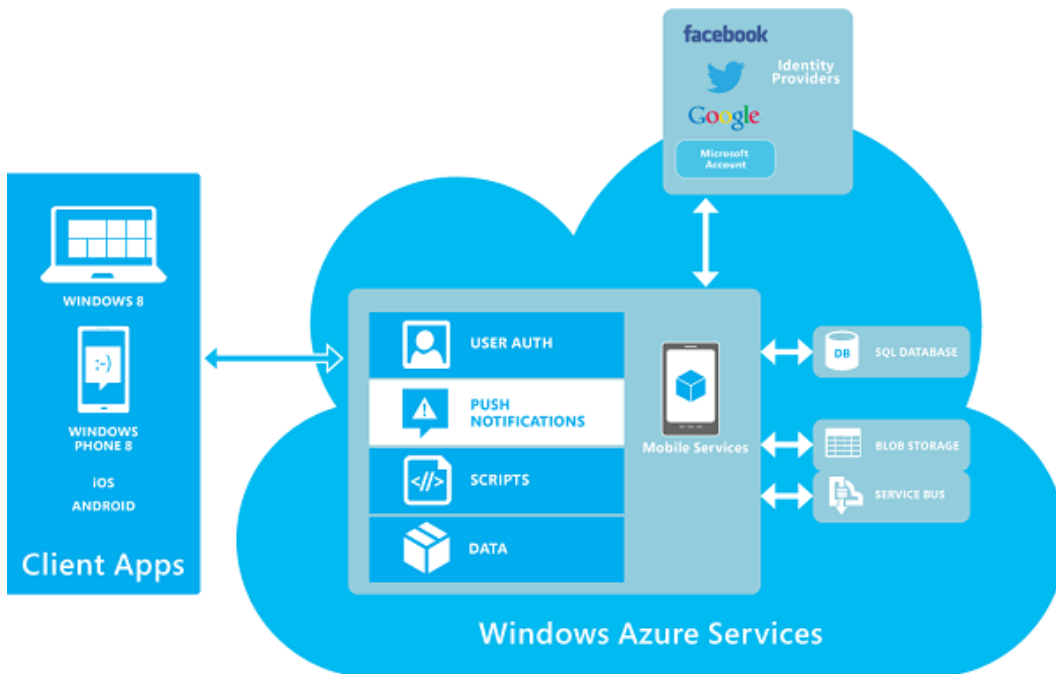 facebook
Identity
Providers
Google
Microsoft
Account
WINDOWS 8
:-)
WINDOWS
PHONE 8
iOS
ANDROID
Client Apps
USER AUTH
PUSH
NOTIFICATIONS
<//>
SCRIPTS
DATA
Mobile Services
DB
SQL DATABASE
BLOB STORAGE
SERVICE BUS
Windows Azure Services